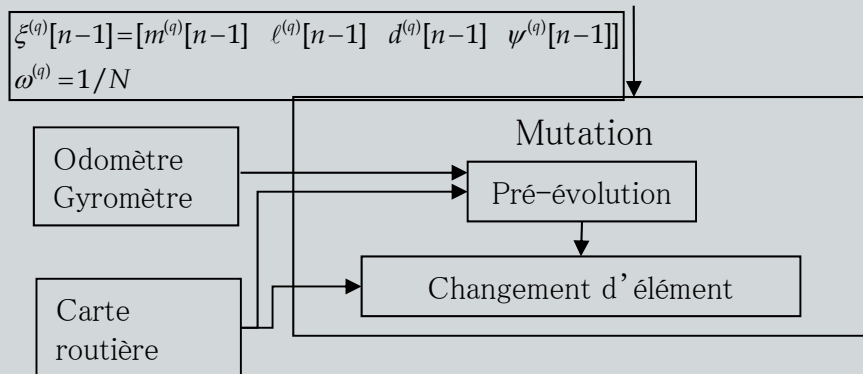 ξ^(q)[n−1]=[m^(q)[n−1] ℓ^(q)[n−1] d^(q)[n−1] ψ^(q)[n−1]]
ω^(q) =1/N
Mutation
Odomètre
Gyromètre
Pré-évolution
Changement d'élément
Carte
routière